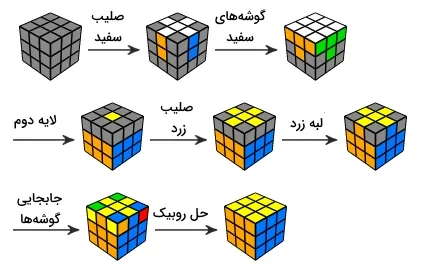 صلیب
سفید
گوشه‌های
سفید
لایه دوم
صلیب
زرد
لبه زرد
جابجایی
گوشه‌ها
حل روبیک